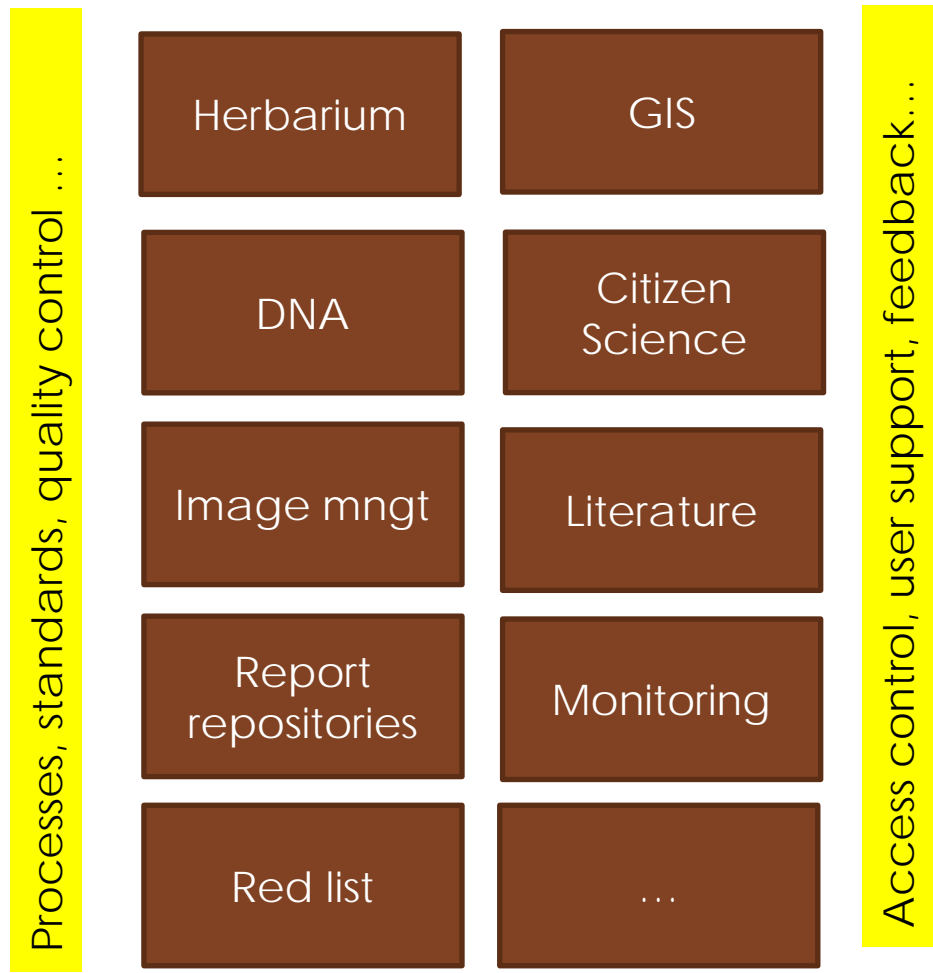 Processes, standards, quality control ...
Herbarium
GIS
DNA
Citizen
Science
Image mngt
Literature
Report
repositories
Monitoring
Red list
...
Access control, user support, feedback...